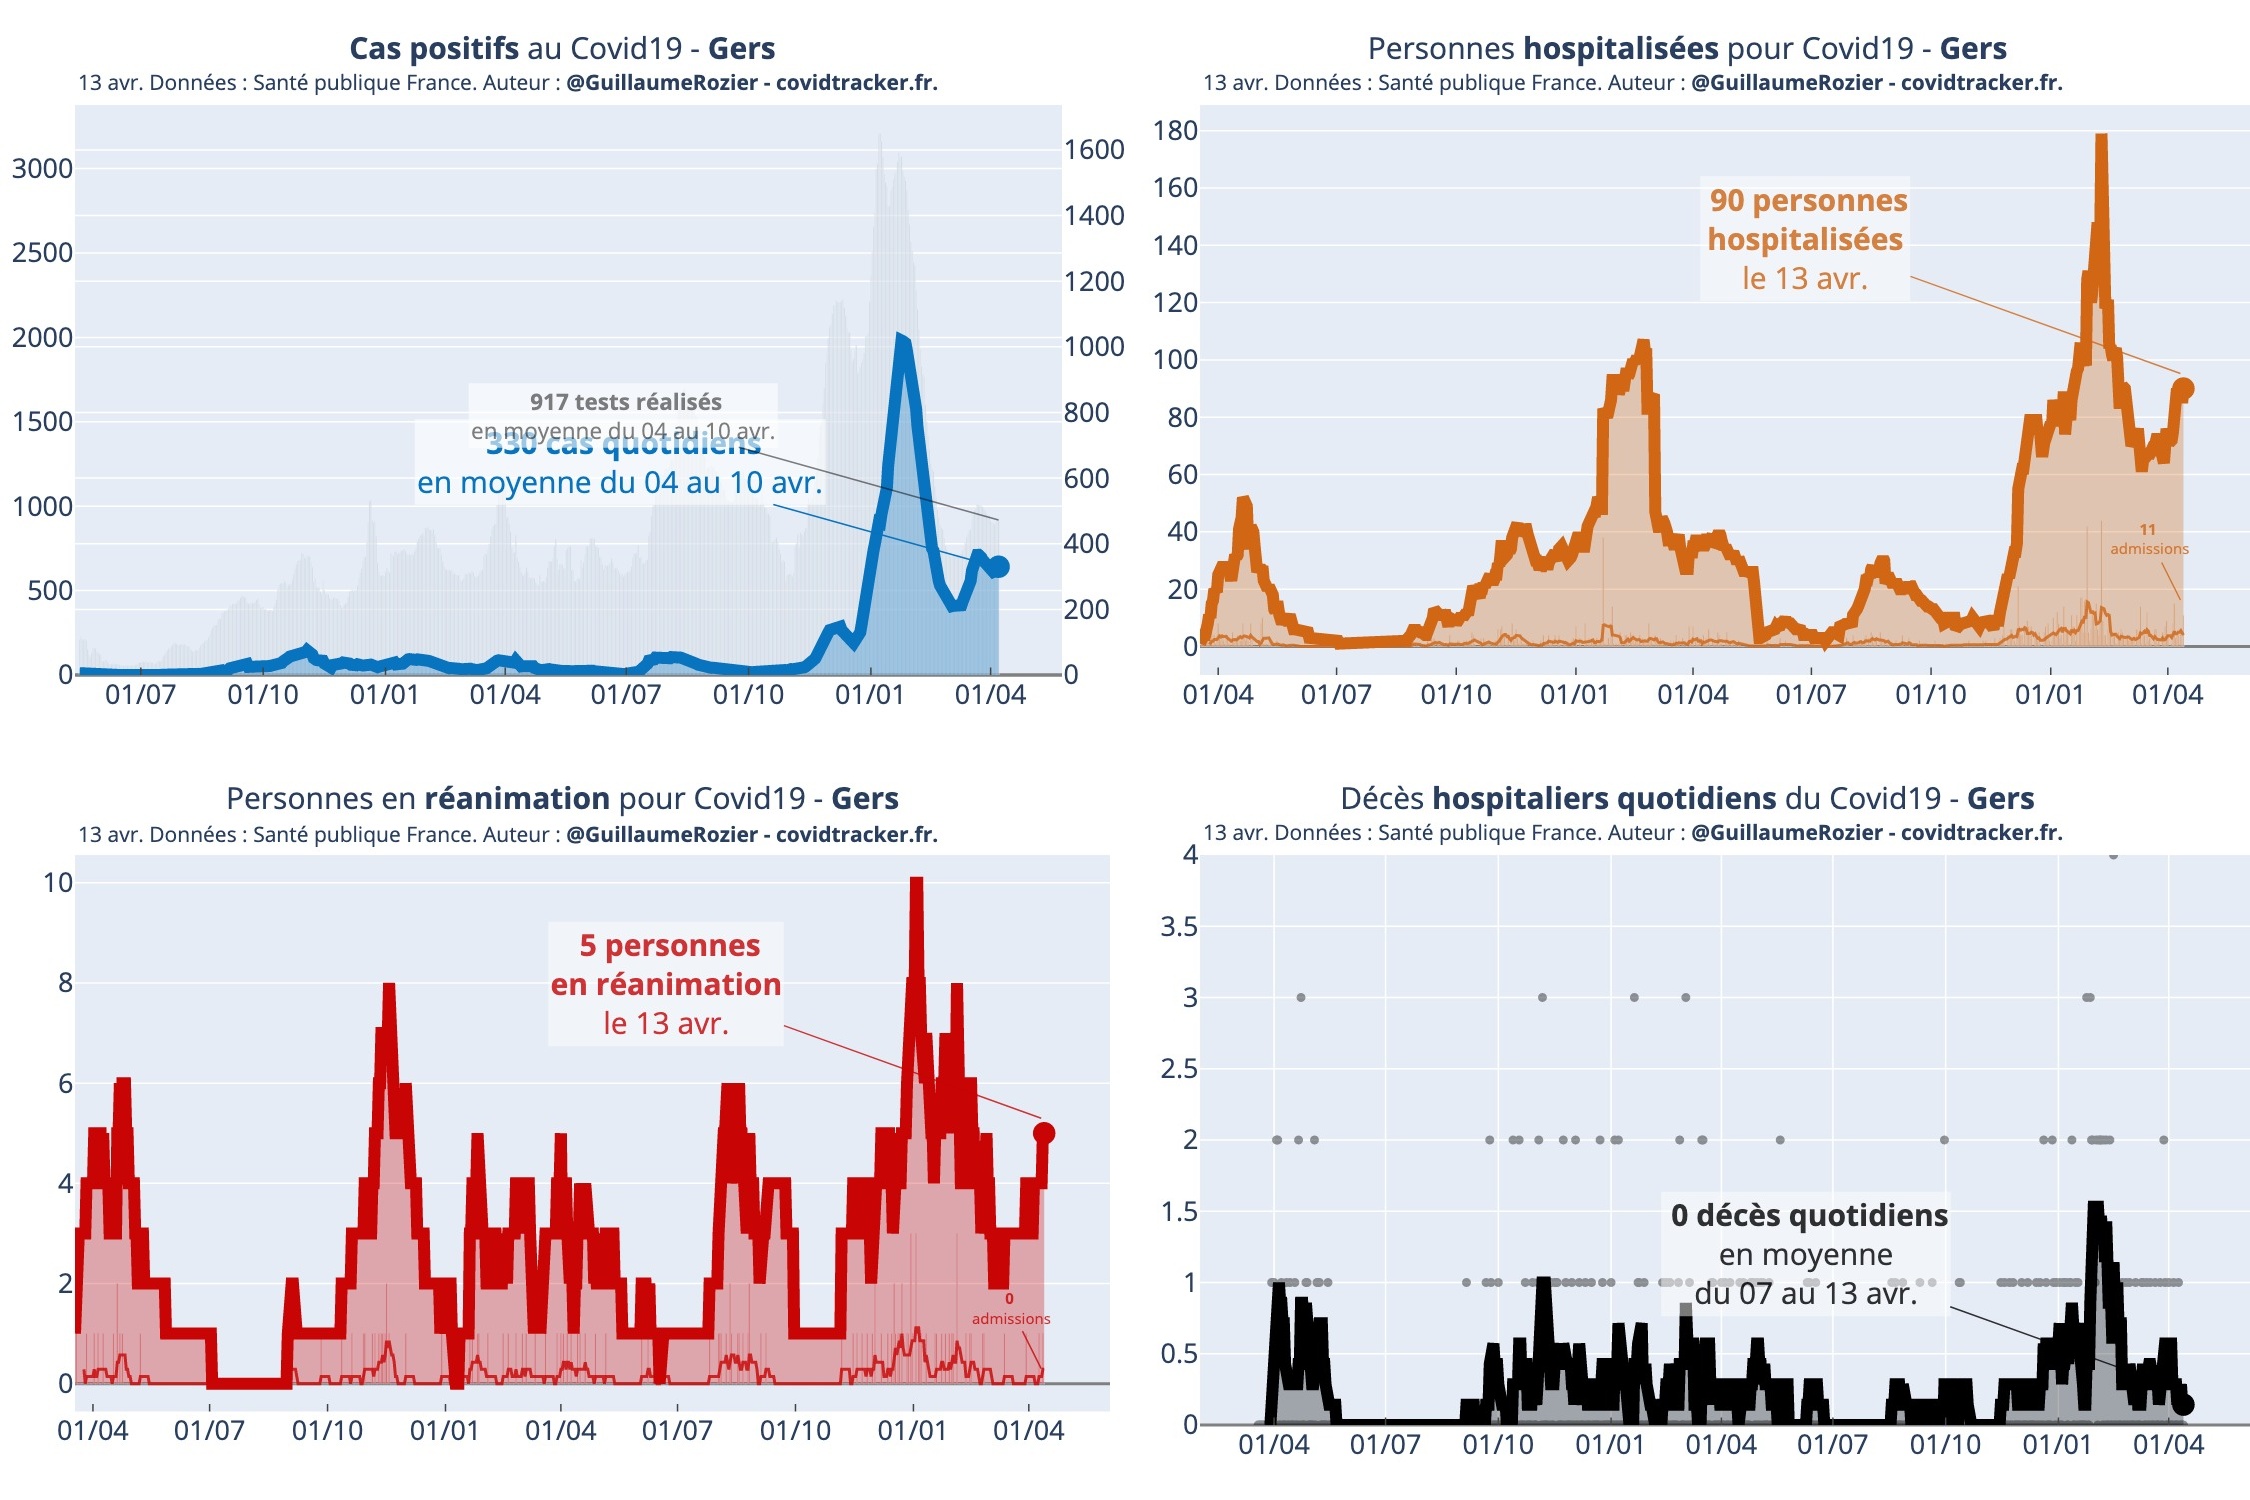 Cas positifs au Covid19 - Gers
13 avr. Données : Santé publique France. Auteur : @GuillaumeRozier - covidtracker.fr.
3000
2500
2000
1500
1000
500
0
1600
1400
1200
1000
800
600
400
200
0
917 tests réalisés
en moyenne du 04 au 10 avr.
330 cas quotidiens
en moyenne du 04 au 10 avr.
01/07 01/10 01/01 01/04 01/07 01/10 01/01 01/04
Personnes hospitalisées pour Covid19 - Gers
13 avr. Données : Santé publique France. Auteur : @GuillaumeRozier - covidtracker.fr.
180
160
140
120
100
80
60
40
20
0
90 personnes
hospitalisées
le 13 avr.
11
admissions
01/04 01/07 01/10 01/01 01/04 01/07 01/10 01/01 01/04
Personnes en réanimation pour Covid19 - Gers
13 avr. Données : Santé publique France. Auteur : @GuillaumeRozier - covidtracker.fr.
10
8
6
4
2
0
5 personnes
en réanimation
le 13 avr.
0
admissions
01/04 01/07 01/10 01/01 01/04 01/07 01/10 01/01 01/04
Décès hospitaliers quotidiens du Covid19 - Gers
13 avr. Données : Santé publique France. Auteur : @GuillaumeRozier - covidtracker.fr.
4
3.5
3
2.5
2
1.5
1
0.5
0
0 décès quotidiens
en moyenne
du 07 au 13 avr.
01/04 01/07 01/10 01/01 01/04 01/07 01/10 01/01 01/04